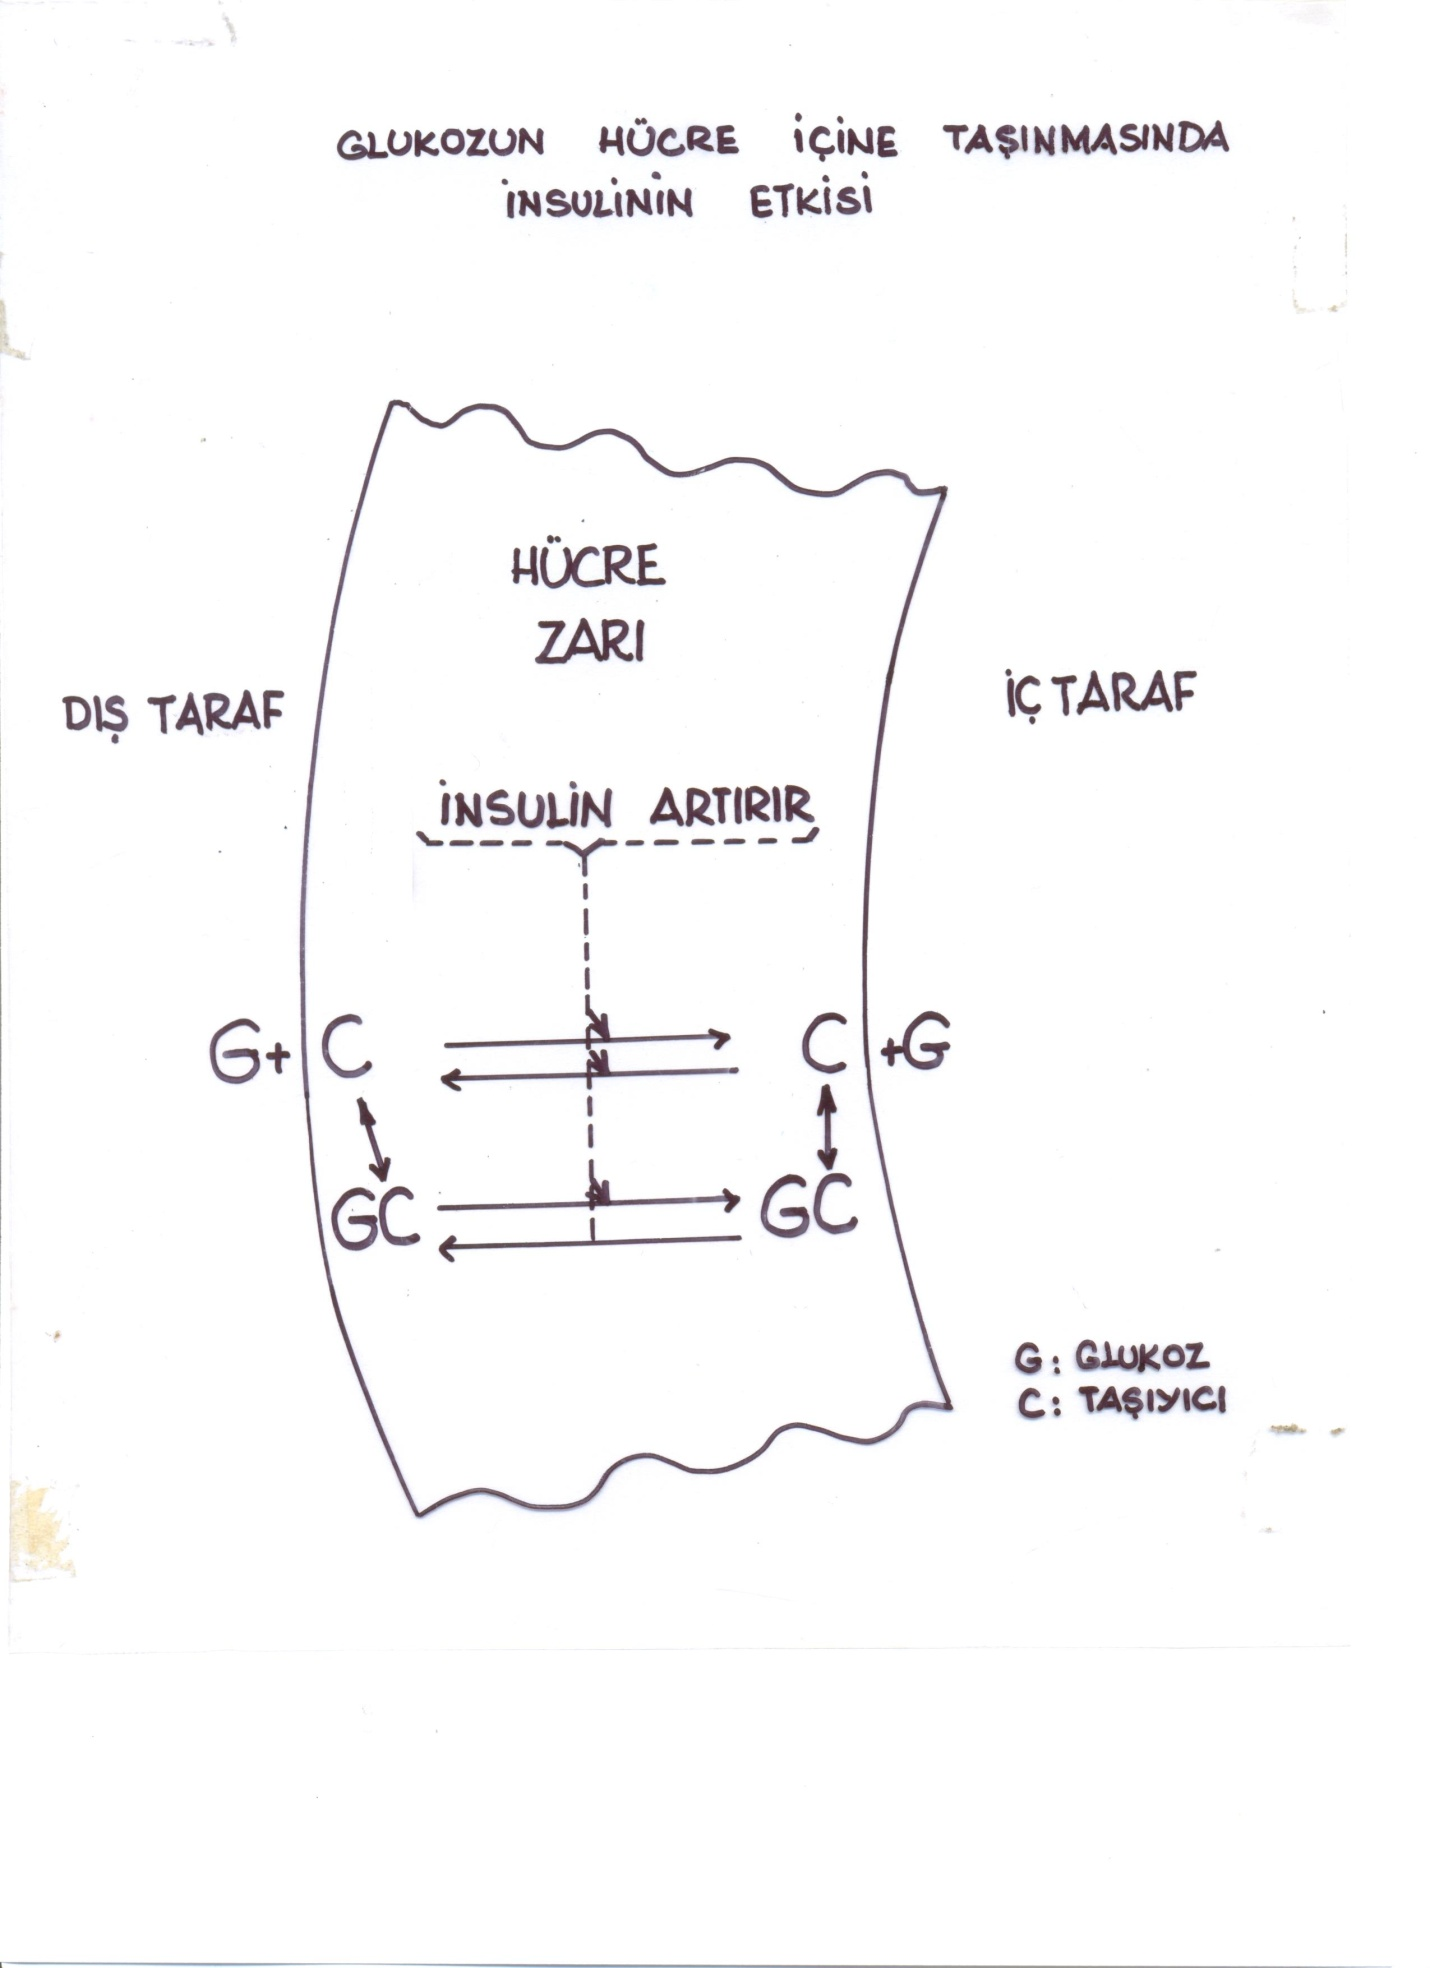 GLUKOZUN HÜCRE İÇİNE TAŞINMASINDA
İNSULİNİN ETKİSİ
HÜCRE
ZARI
DIŞ TARAF
İÇ TARAF
İNSULİN ARTIRIR
G+ C C +G
GC GC
G: GLUKOZ
C: TAŞIYICI